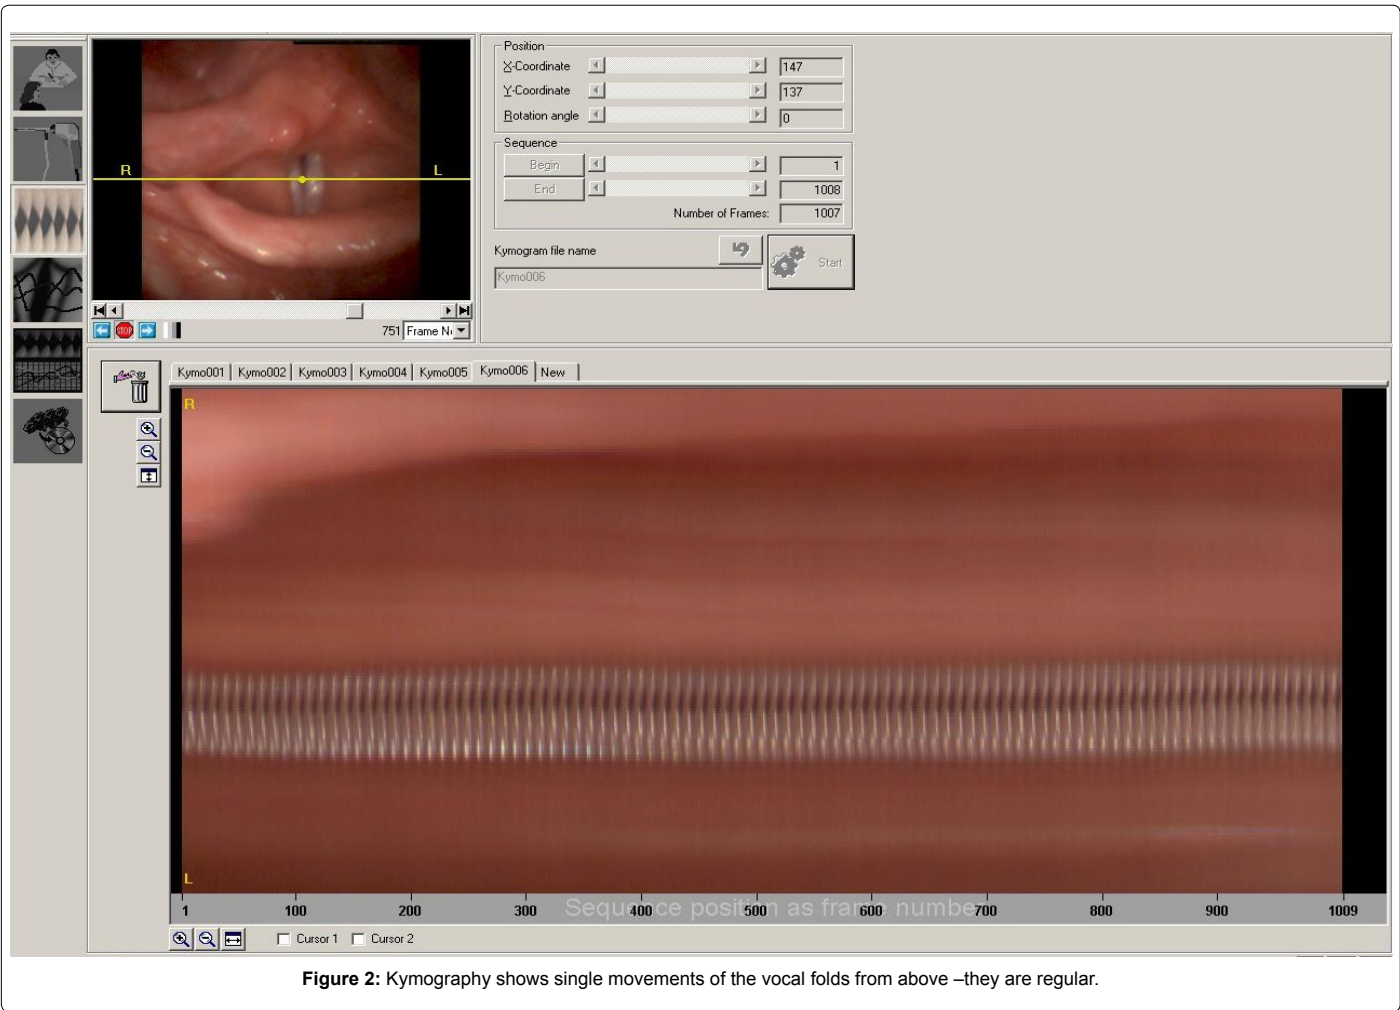 Position
X-Coordinate 147
Y-Coordinate 137
Rotation angle 0
Sequence
Begin 1
End 1008
Number of Frames: 1007
Kymogram file name
Kymo006
Start
R L
STOP
751 Frame N
Kymo001 Kymo002 Kymo003 Kymo004 Kymo005 Kymo006 New
R
L
1 100 200 300 400 500 600 700 800 900 1009
Sequence position as frame number
Cursor 1 Cursor 2
Figure 2: Kymography shows single movements of the vocal folds from above –they are regular.